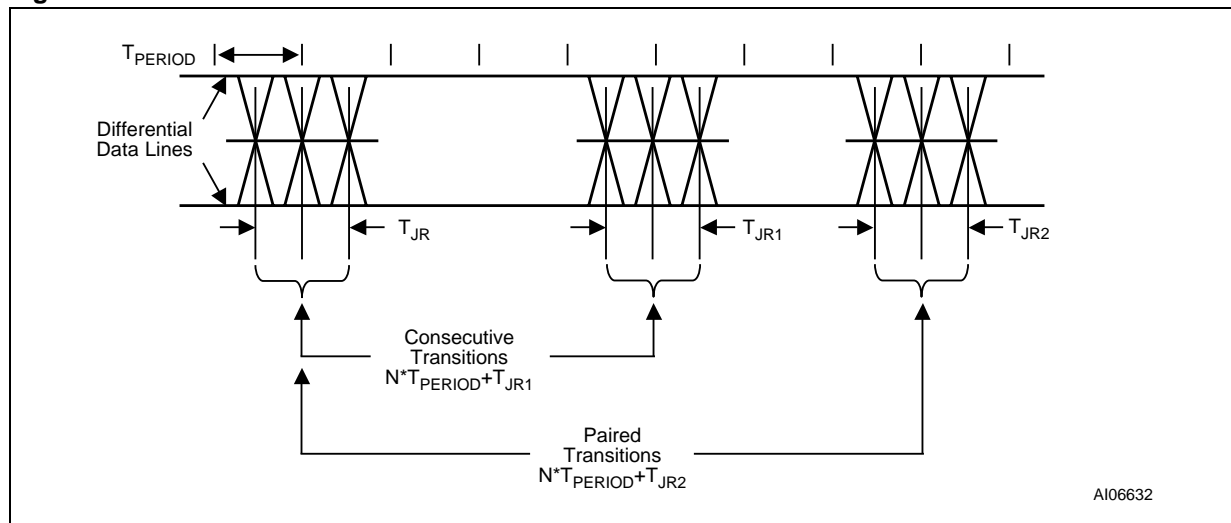 TPERIOD
Differential
Data Lines
TJR
TJR1
TJR2
Consecutive
Transitions
N*TPERIOD+TJR1
Paired
Transitions
N*TPERIOD+TJR2
AI06632